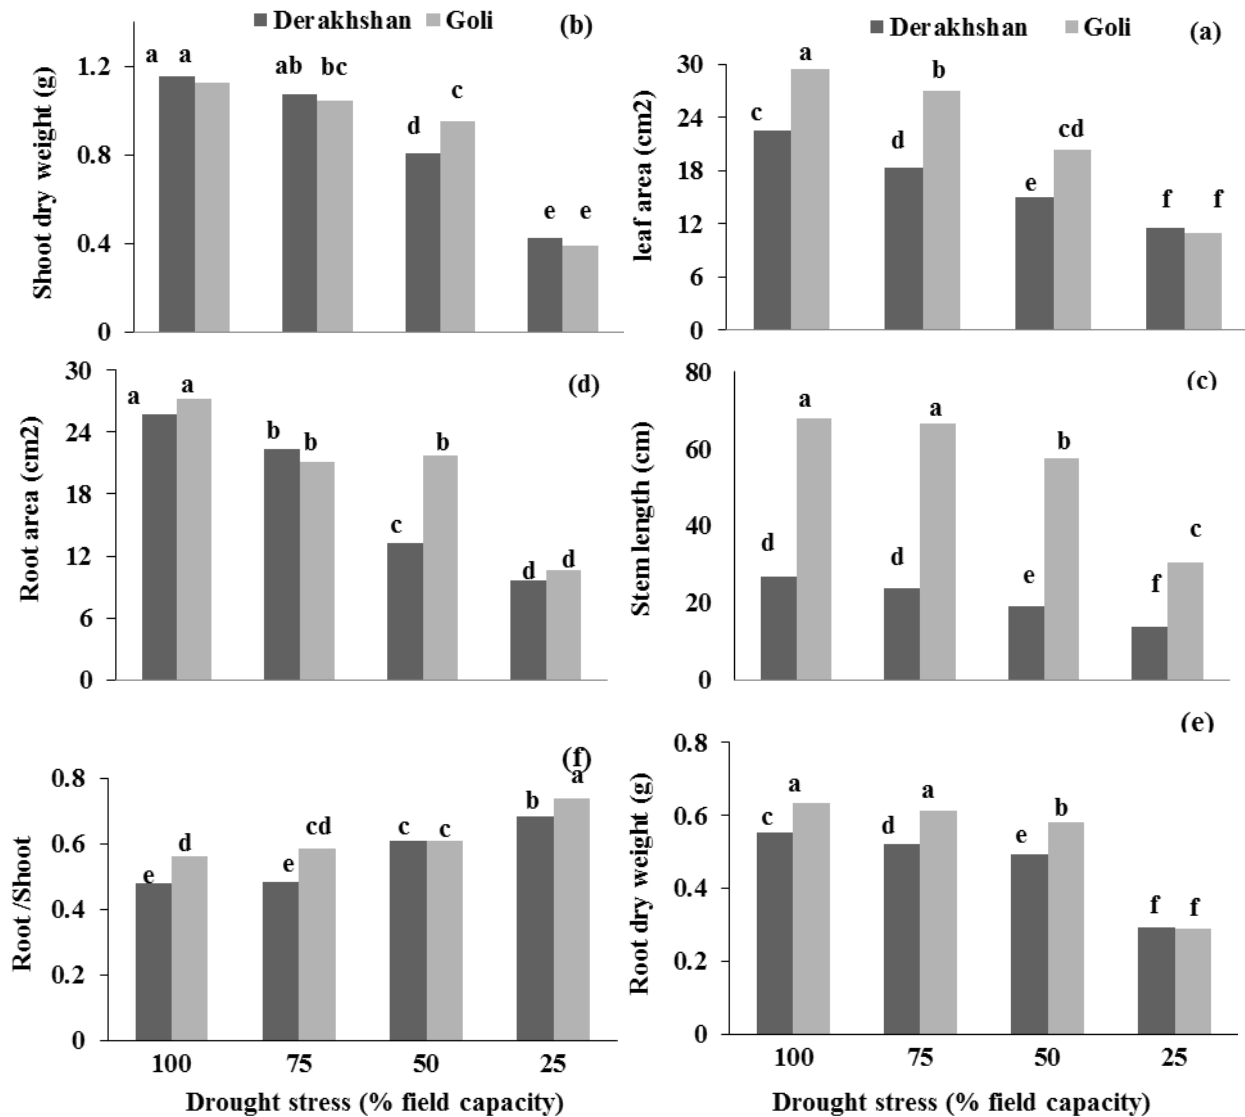 Derakhshan Goli
(b)
Shoot dry weight (g)
1.2
0.8
0.4
0
a a
ab bc
d c
e e
Derakhshan Goli
(a)
leaf area (cm2)
30
24
18
12
6
0
c a
d b
e cd
f f
(d)
Root area (cm2)
30
24
18
12
6
0
a a
b b
c b
d d
(c)
Stem length (cm)
80
60
40
20
0
d a
d a
e b
f c
(f)
Root /Shoot
0.8
0.6
0.4
0.2
0
e d
e cd
c c
b a
100 75 50 25
Drought stress (% field capacity)
(e)
Root dry weight (g)
0.8
0.6
0.4
0.2
0
c a
d a
e b
f f
100 75 50 25
Drought stress (% field capacity)